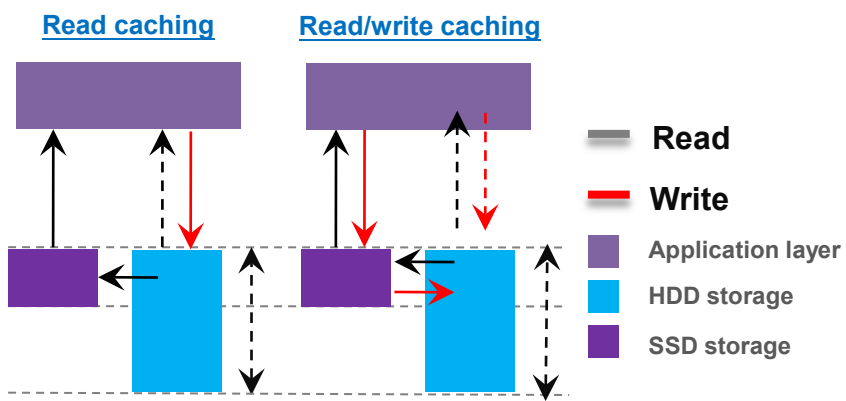 Read caching
Read/write caching
Read
Write
Application layer
HDD storage
SSD storage